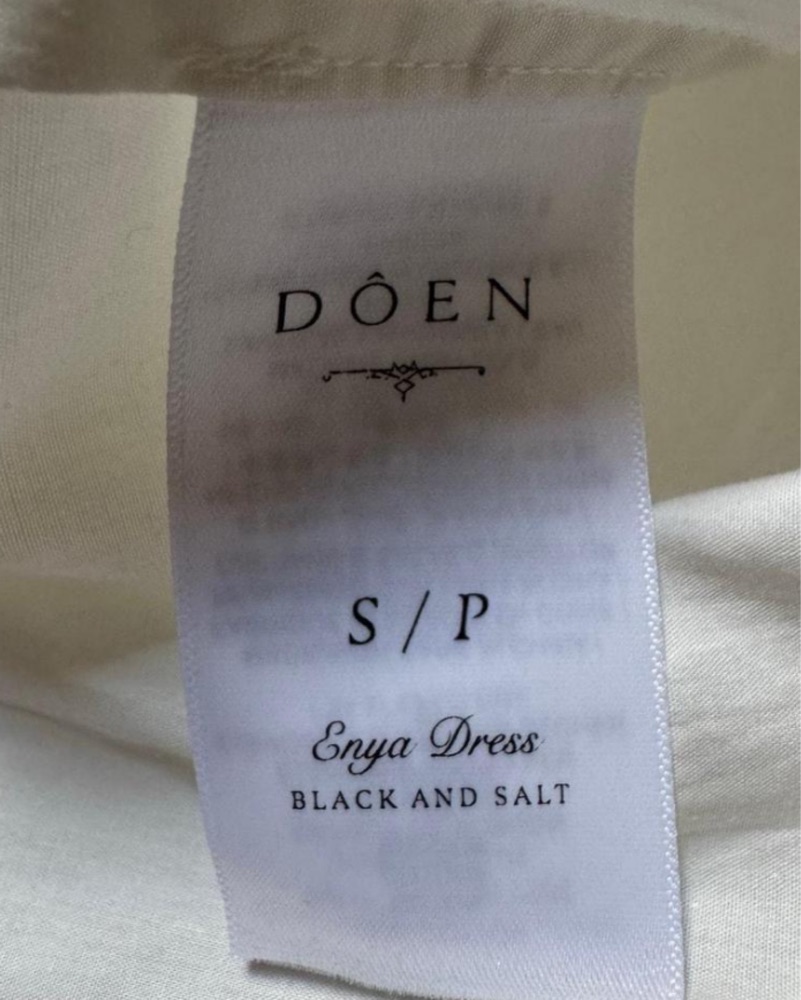 DÔEN
S / P
Enya Dress
BLACK AND SALT